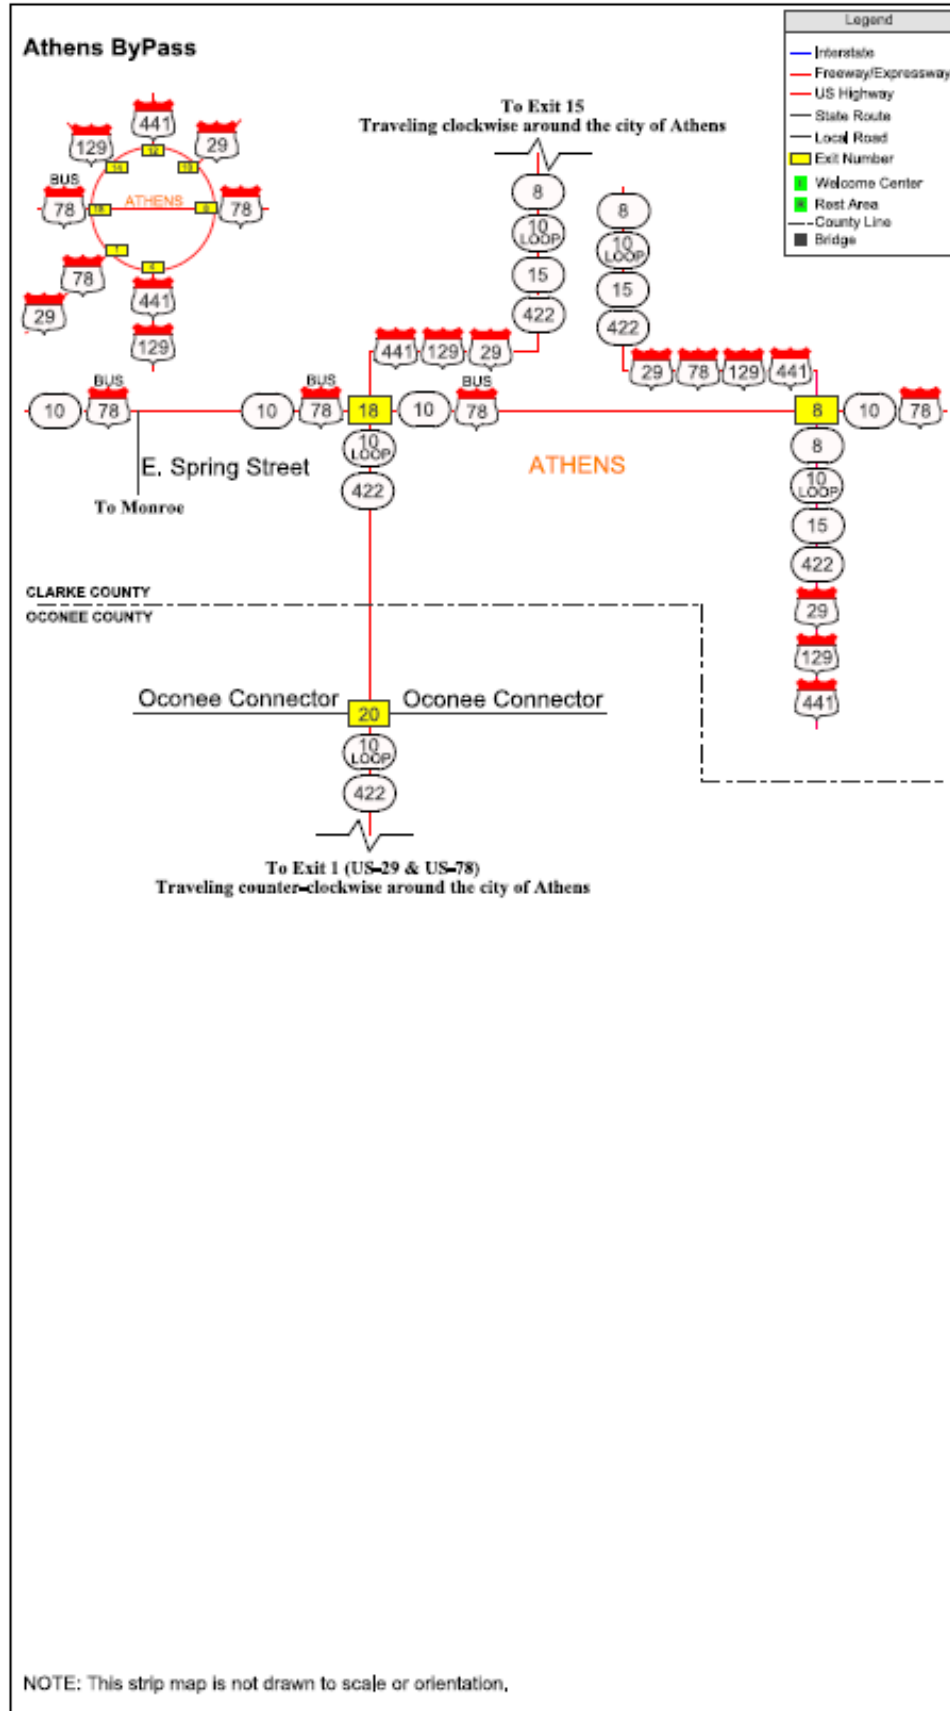 Athens ByPass
Legend
Interstate
Freeway/Expressway
US Highway
State Route
Local Road
Exit Number
Welcome Center
Rest Area
County Line
Bridge
441
129
29
12
BUS
78
ATHENS
78
18
78
29
441
129
To Exit 15
Traveling clockwise around the city of Athens
8
10
LOOP
15
422
8
10
LOOP
15
422
441
129
29
29
78
129
441
10
BUS
78
10
BUS
78
18
10
BUS
78
8
10
78
10
LOOP
422
E. Spring Street
To Monroe
ATHENS
8
10
LOOP
15
422
29
129
441
CLARKE COUNTY
OCONEE COUNTY
Oconee Connector
20
Oconee Connector
10
LOOP
422
To Exit 1 (US-29 & US-78)
Traveling counter-clockwise around the city of Athens
NOTE: This strip map is not drawn to scale or orientation,